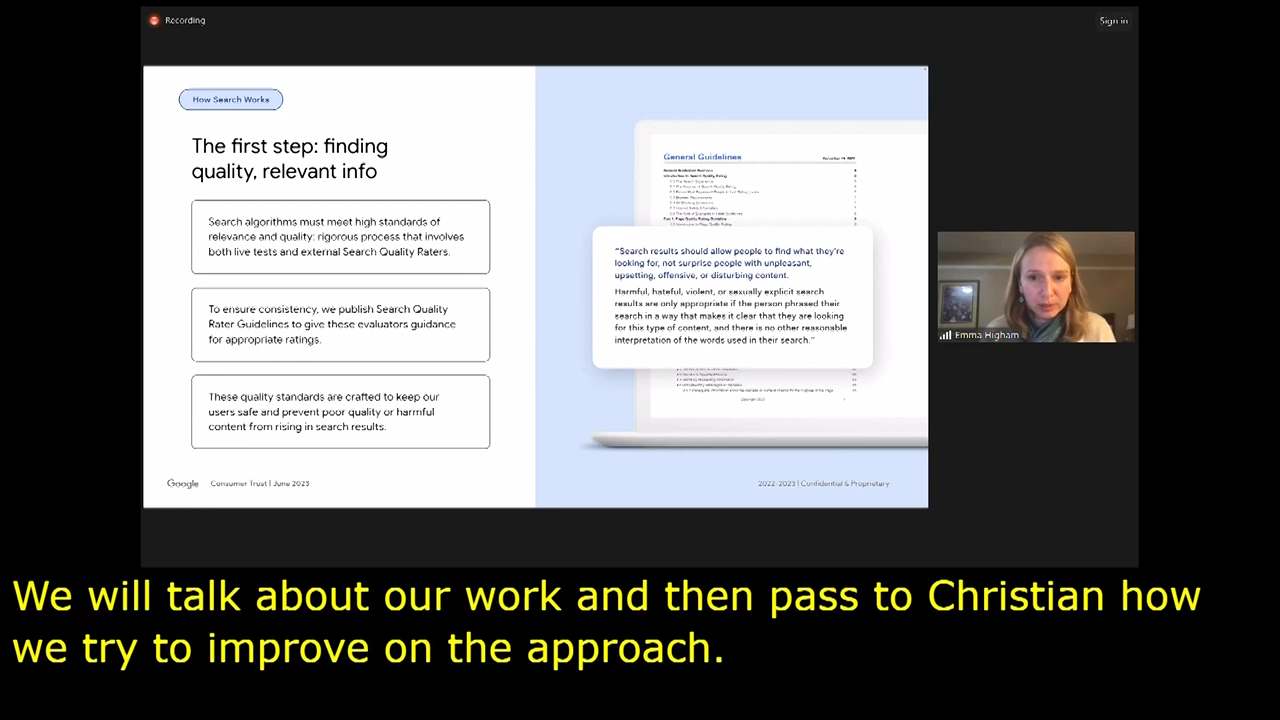 Recording
Sign in
How Search Works
The first step: finding
quality, relevant info
Search algorithms must meet high standards of
relevance and quality: rigorous process that involves
both live tests and external Search Quality Raters.
To ensure consistency, we publish Search Quality
Rater Guidelines to give these evaluators guidance
for appropriate ratings.
These quality standards are crafted to keep our
users safe and prevent poor quality or harmful
content from rising in search results.
Google
Consumer Trust | June 2023
General Guidelines
"Search results should allow people to find what they're
looking for, not surprise people with unpleasant,
upsetting, offensive, or disturbing content.
Harmful, hateful, violent, or sexually explicit search
results are only appropriate if the person phrased their
search in a way that makes it clear that they are looking
for this type of content, and there is no other reasonable
interpretation of the words used in their search."
2022-2023 | Confidential & Proprietary
Emma Higham
We will talk about our work and then pass to Christian how
we try to improve on the approach.